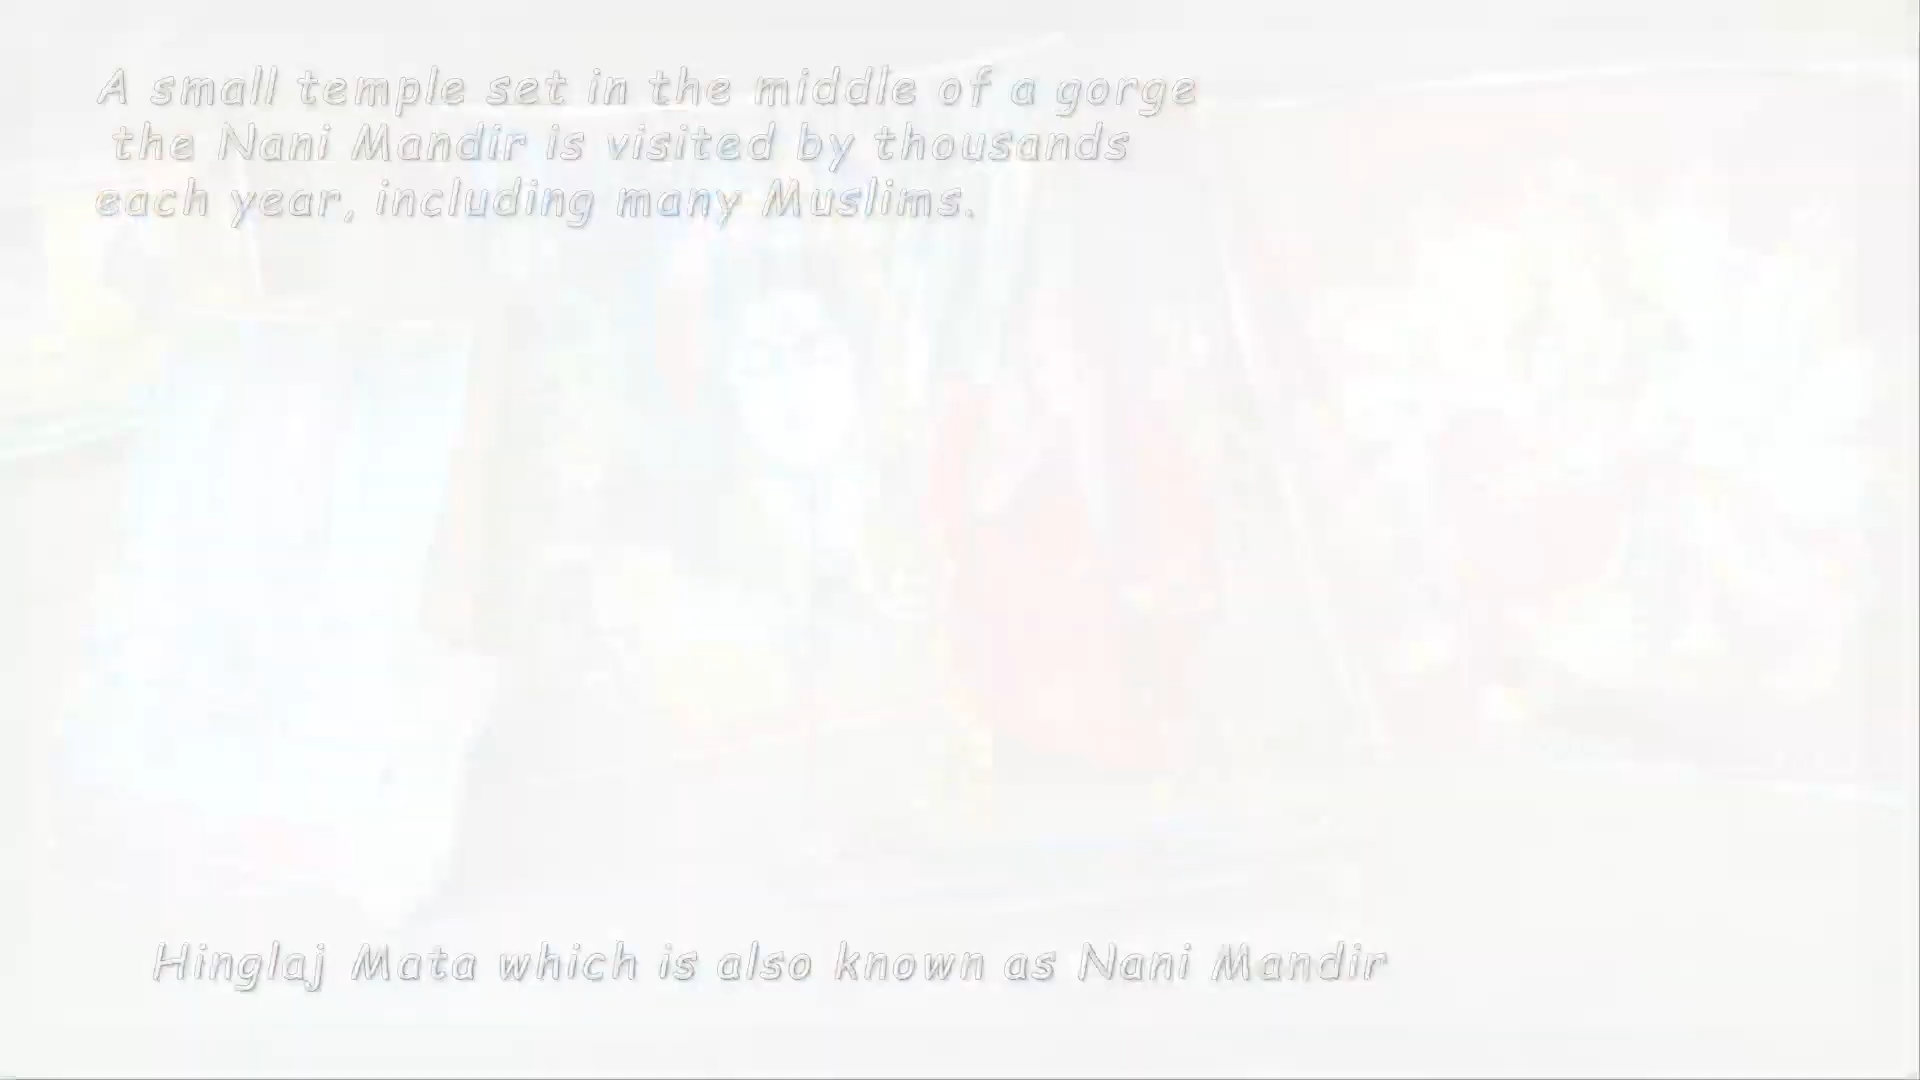 A small temple set in the middle of a gorge
the Nani Mandir is visited by thousands
each year, including many Muslims.
Hinglaj Mata which is also known as Nani Mandir